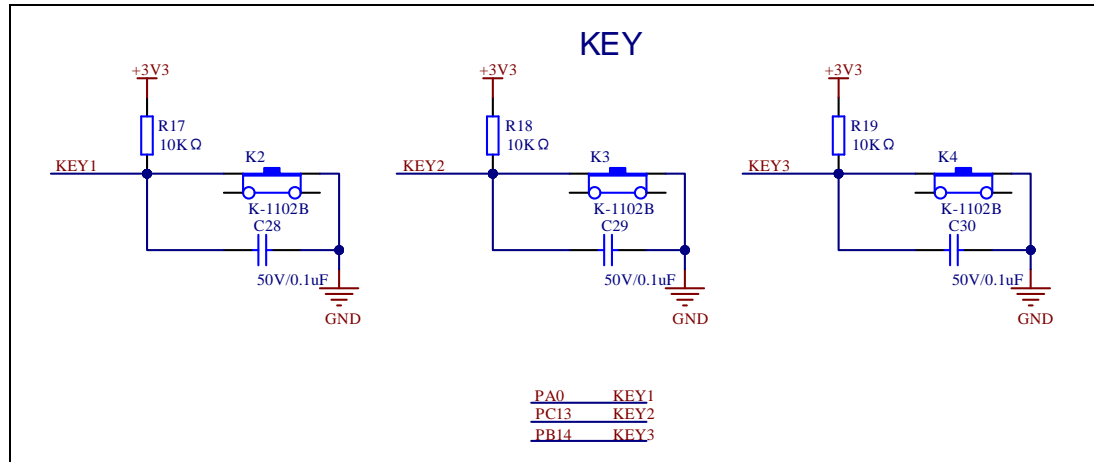 KEY
+3V3
+3V3
+3V3
R17
10KΩ
R18
10KΩ
R19
10KΩ
KEY1
K2
KEY2
K3
KEY3
K4
K-1102B
K-1102B
K-1102B
C28
C29
C30
50V/0.1uF
50V/0.1uF
50V/0.1uF
GND
GND
GND
PA0 KEY1
PC13 KEY2
PB14 KEY3